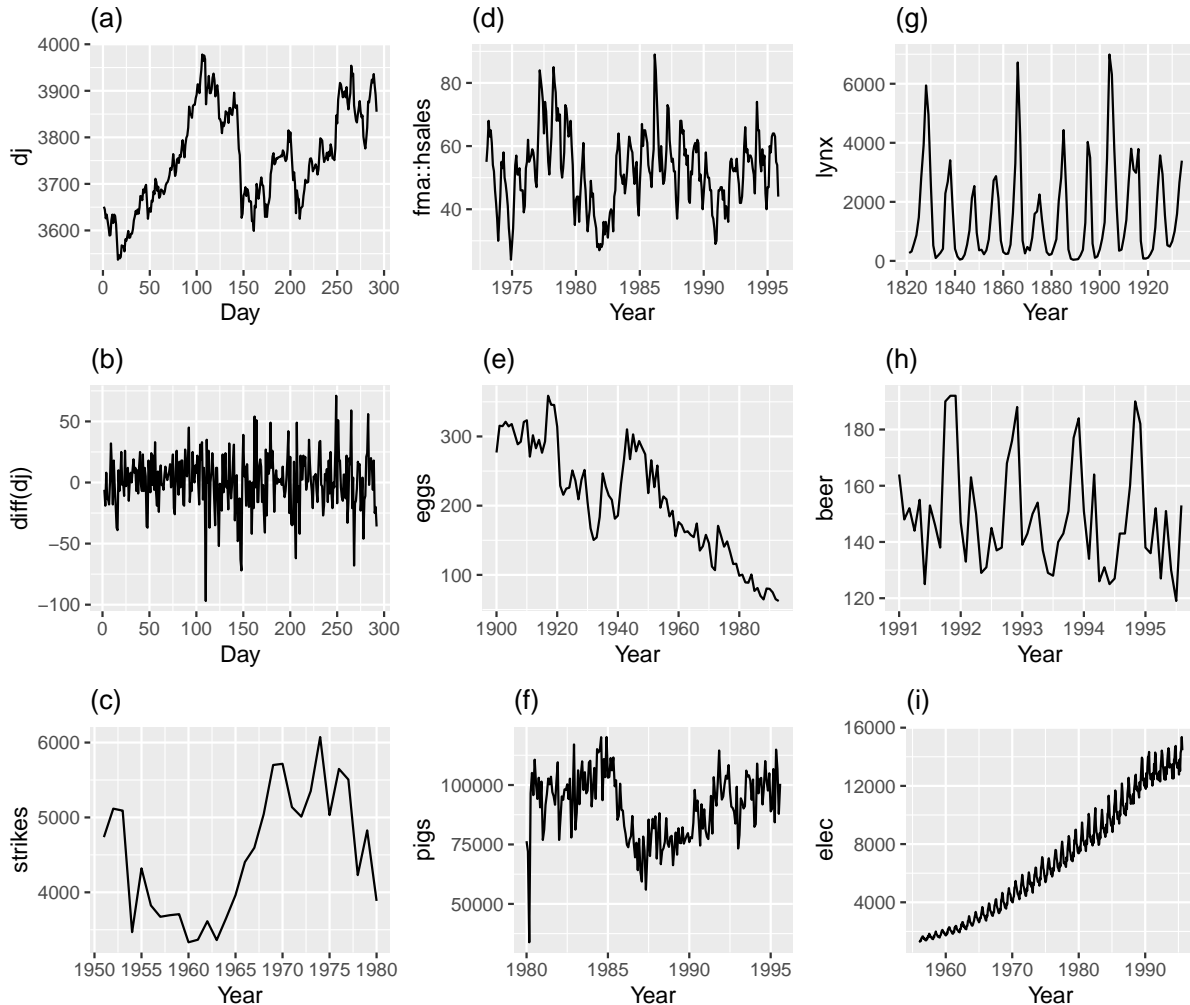 (a)
dj
4000
3900
3800
3700
3600
0 50 100 150 200 250 300
Day
(d)
fma::hsales
80
60
40
1975 1980 1985 1990 1995
Year
(g)
lynx
6000
4000
2000
0
1820 1840 1860 1880 1900 1920
Year
(b)
diff(dj)
50
0
−50
−100
0 50 100 150 200 250 300
Day
(e)
eggs
300
200
100
1900 1920 1940 1960 1980
Year
(h)
beer
180
160
140
120
1991 1992 1993 1994 1995
Year
(c)
strikes
6000
5000
4000
1950 1955 1960 1965 1970 1975 1980
Year
(f)
pigs
100000
75000
50000
1980 1985 1990 1995
Year
(i)
elec
16000
12000
8000
4000
1960 1970 1980 1990
Year